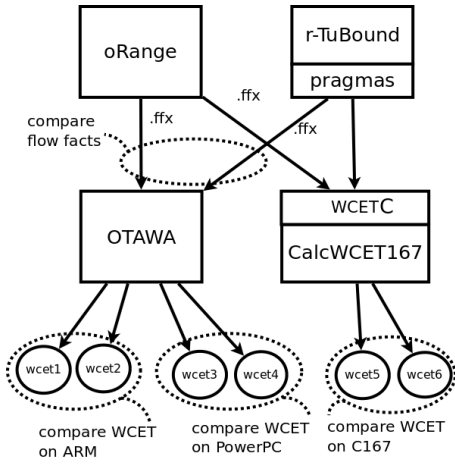 oRange
r-TuBound
pragmas
.ffx
.ffx
.ffx
compare
flow facts
OTAWA
WCETC
CalcWCET167
wcet1
wcet2
wcet3
wcet4
wcet5
wcet6
compare WCET
on ARM
compare WCET
on PowerPC
compare WCET
on C167